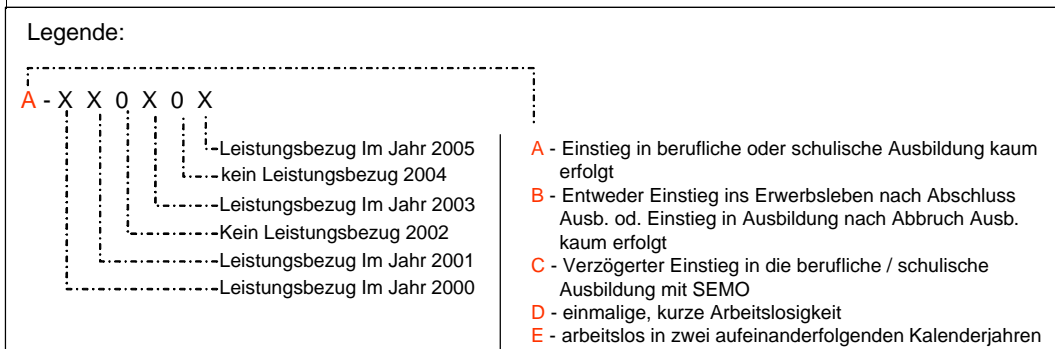 Legende:
A - X X 0 X 0 X
Leistungsbezug Im Jahr 2005
kein Leistungsbezug 2004
Leistungsbezug Im Jahr 2003
Kein Leistungsbezug 2002
Leistungsbezug Im Jahr 2001
Leistungsbezug Im Jahr 2000
A - Einstieg in berufliche oder schulische Ausbildung kaum
erfolgt
B - Entweder Einstieg ins Erwerbsleben nach Abschluss
Ausb. od. Einstieg in Ausbildung nach Abbruch Ausb.
kaum erfolgt
C - Verzögerter Einstieg in die berufliche / schulische
Ausbildung mit SEMO
D - einmalige, kurze Arbeitslosigkeit
E - arbeitslos in zwei aufeinanderfolgenden Kalenderjahren